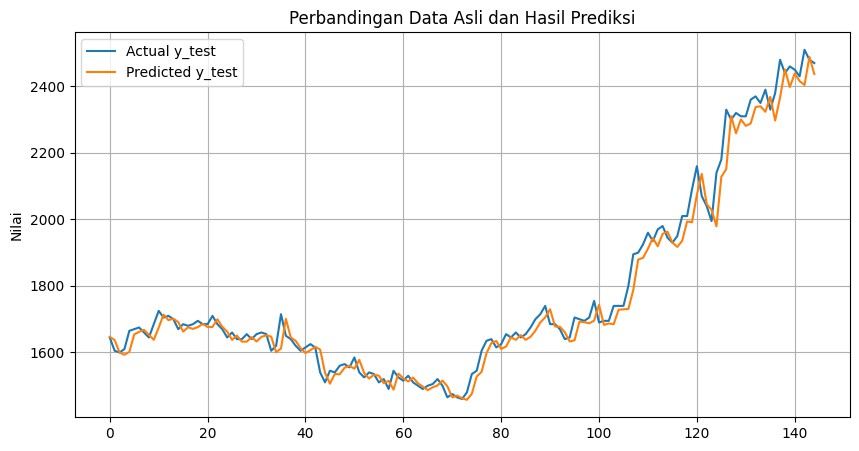 Perbandingan Data Asli dan Hasil Prediksi
Actual y_test
Predicted y_test
Nilai
2400
2200
2000
1800
1600
0 20 40 60 80 100 120 140